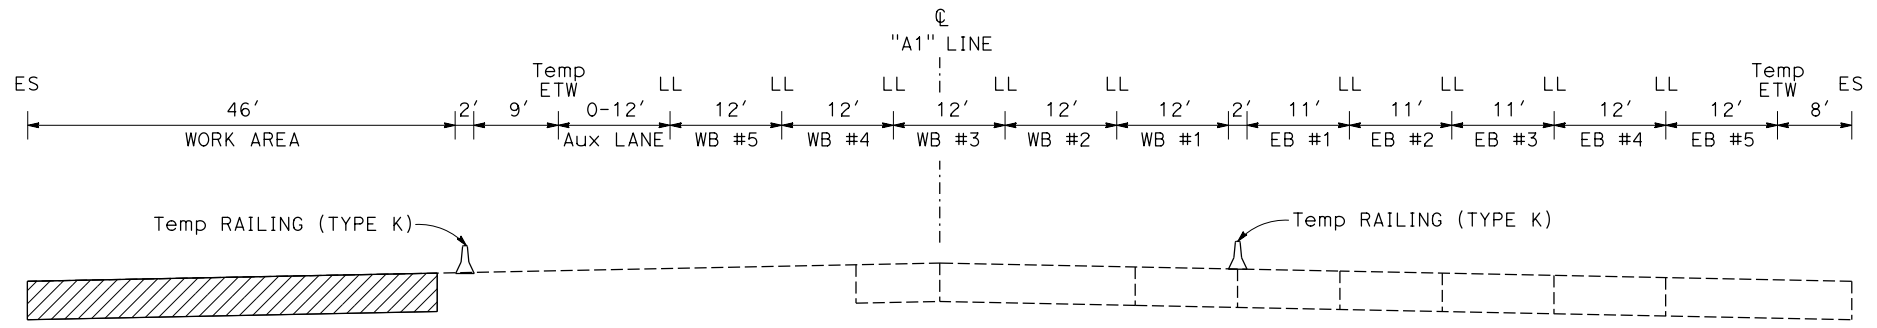 ℄
"A1" LINE
ES
Temp
ETW
LL
LL
LL
LL
LL
LL
LL
LL
LL
Temp
ETW
ES
46'
2'
9'
0-12'
12'
12'
12'
12'
12'
2'
11'
11'
11'
12'
12'
8'
WORK AREA
Aux LANE
WB #5
WB #4
WB #3
WB #2
WB #1
EB #1
EB #2
EB #3
EB #4
EB #5
Temp RAILING (TYPE K)
Temp RAILING (TYPE K)